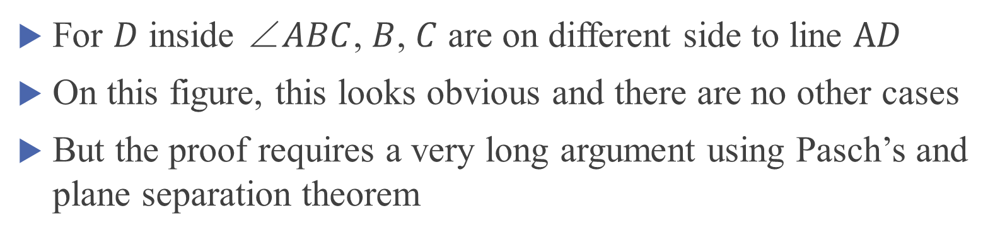 For D inside ∠ABC, B, C are on different side to line AD
On this figure, this looks obvious and there are no other cases
But the proof requires a very long argument using Pasch’s and
plane separation theorem